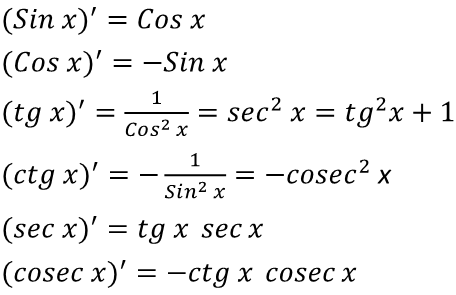 (Sin x)′ = Cos x
(Cos x)′ = −Sin x
(tg x)′ = 1/Cos² x = sec² x = tg²x + 1
(ctg x)′ = − 1/Sin² x = −cosec² x
(sec x)′ = tg x sec x
(cosec x)′ = −ctg x cosec x